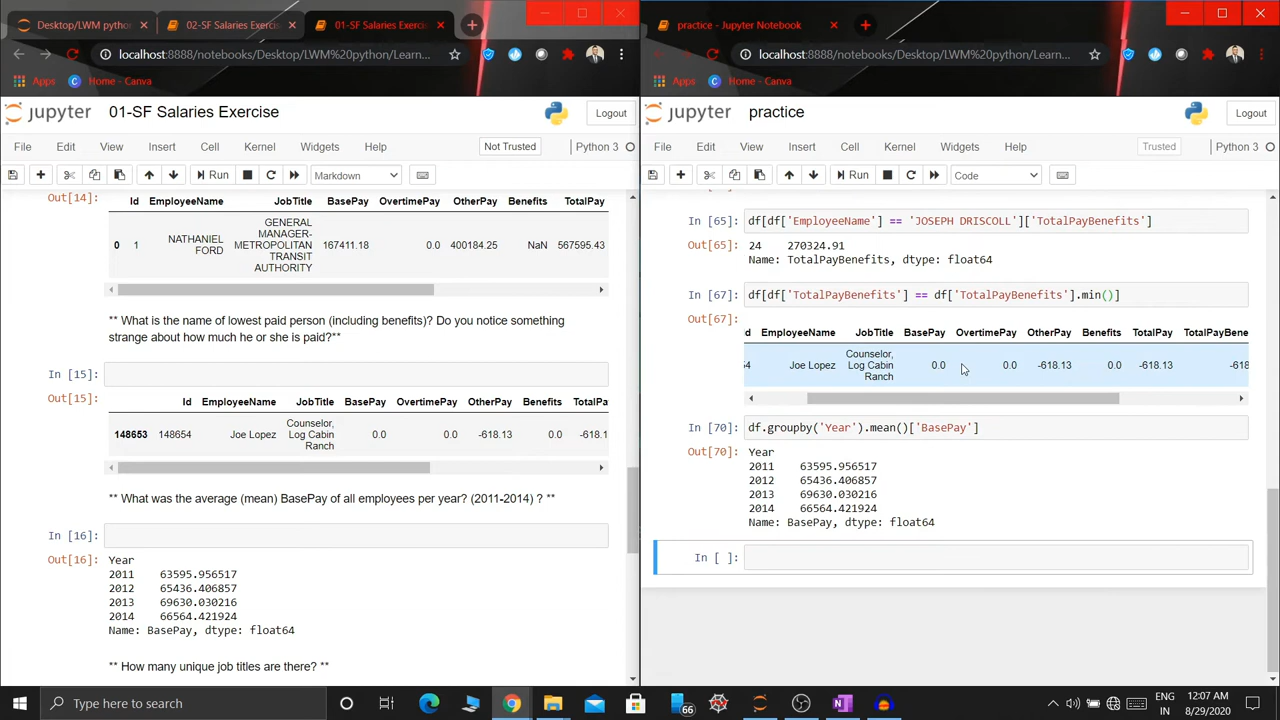 Desktop/LWM pytho
02-SF Salaries Exercise
01-SF Salaries Exerci
localhost:8888/notebooks/Desktop/LWM%20python/Learn...
Apps
Home - Canva
jupyter
01-SF Salaries Exercise
Logout
File Edit View Insert Cell Kernel Widgets Help
Not Trusted
Python 3
Run
Markdown
Out[14]:
Id EmployeeName JobTitle BasePay OvertimePay OtherPay Benefits TotalPay
GENERAL
MANAGER-
0 1 NATHANIEL FORD METROPOLITAN 167411.18 0.0 400184.25 NaN 567595.43
TRANSIT
AUTHORITY
** What is the name of lowest paid person (including benefits)? Do you notice something
strange about how much he or she is paid?**
In [15]:
Out[15]:
Id EmployeeName JobTitle BasePay OvertimePay OtherPay Benefits TotalPa
Counselor,
148653 148654 Joe Lopez Log Cabin 0.0 0.0 -618.13 0.0 -618.1
Ranch
** What was the average (mean) BasePay of all employees per year? (2011-2014) ? **
In [16]:
Out[16]:
Year
2011 63595.956517
2012 65436.406857
2013 69630.030216
2014 66564.421924
Name: BasePay, dtype: float64
** How many unique job titles are there? **
practice - Jupyter Notebook
localhost:8888/notebooks/Desktop/LWM%20python/Learn...
Apps
Home - Canva
jupyter
practice
Logout
File Edit View Insert Cell Kernel Widgets Help
Trusted
Python 3
Run
Code
In [65]: df[df['EmployeeName'] == 'JOSEPH DRISCOLL']['TotalPayBenefits']
Out[65]: 24 270324.91
Name: TotalPayBenefits, dtype: float64
In [67]: df[df['TotalPayBenefits'] == df['TotalPayBenefits'].min()]
Out[67]:
d EmployeeName JobTitle BasePay OvertimePay OtherPay Benefits TotalPay TotalPayBene
Counselor,
54 Joe Lopez Log Cabin 0.0 0.0 -618.13 0.0 -618.13 -618
Ranch
In [70]: df.groupby('Year').mean()['BasePay']
Out[70]: Year
2011 63595.956517
2012 65436.406857
2013 69630.030216
2014 66564.421924
Name: BasePay, dtype: float64
In [ ]:
Type here to search
66
ENG
IN
12:07 AM
8/29/2020